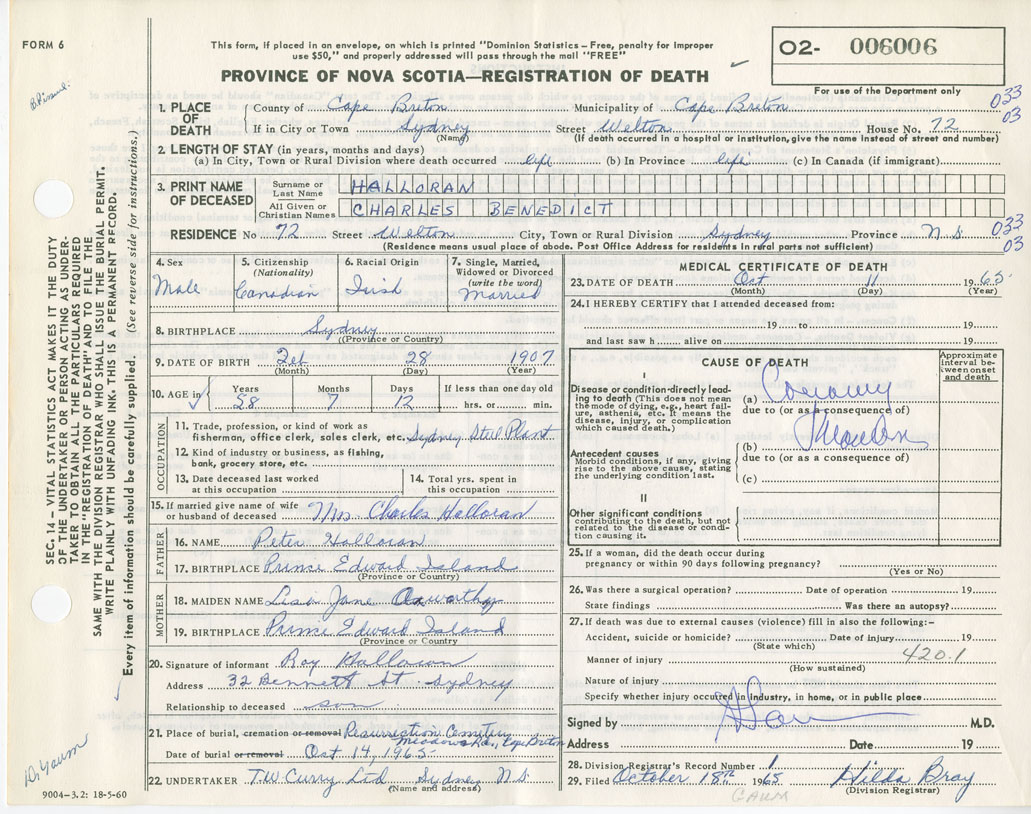 FORM 6
This form, if placed in an envelope, on which is printed "Dominion Statistics – Free, penalty for improper
use $50," and properly addressed will pass through the mail "FREE"
PROVINCE OF NOVA SCOTIA—REGISTRATION OF DEATH
02- 006006
For use of the Department only
033
03
1. PLACE OF DEATH
County of Cape Breton Municipality of Cape Breton
If in City or Town Sydney Street Welton House No. 72
(Name) (If death occurred in a hospital or institution, give the name instead of street and number)
2. LENGTH OF STAY (in years, months and days)
(a) In City, Town or Rural Division where death occurred life (b) In Province life (c) In Canada (if immigrant)
3. PRINT NAME OF DECEASED
Surname or Last Name HALLORAN
All Given or Christian Names CHARLES BENEDICT
RESIDENCE No 72 Street Welton City, Town or Rural Division Sydney Province N.S.
(Residence means usual place of abode. Post Office Address for residents in rural parts not sufficient)
033
03
4. Sex Male
5. Citizenship (Nationality) Canadian
6. Racial Origin Irish
7. Single, Married, Widowed or Divorced (write the word) Married
8. BIRTHPLACE Sydney
(Province or Country)
9. DATE OF BIRTH Feb 28 1907
(Month) (Day) (Year)
10. AGE in Years 58 Months 7 Days 12 If less than one day old hrs. or min.
OCCUPATION
11. Trade, profession, or kind of work as
fisherman, office clerk, sales clerk, etc. Sydney Steel Plant
12. Kind of industry or business, as fishing,
bank, grocery store, etc.
13. Date deceased last worked
at this occupation
14. Total yrs. spent in
this occupation
15. If married give name of wife
or husband of deceased Mrs. Charles Halloran
FATHER
16. NAME Peter Halloran
17. BIRTHPLACE Prince Edward Island
(Province or Country)
MOTHER
18. MAIDEN NAME Lisa Jane
19. BIRTHPLACE Prince Edward Island
(Province or Country)
20. Signature of informant Roy Halloran
Address 32 Bennett St. Sydney
Relationship to deceased son
21. Place of burial, cremation or removal Resurrection Cemetery
Cape Breton
Date of burial or removal Oct 14, 1965
22. UNDERTAKER T.W. Curry Ltd Sydney N.S.
(Name and address)
9004-3.2: 18-5-60
MEDICAL CERTIFICATE OF DEATH
23. DATE OF DEATH Oct 11 1965
(Month) (Day) (Year)
24. I HEREBY CERTIFY that I attended deceased from:
19 to 19
and last saw h alive on 19
CAUSE OF DEATH
Approximate interval between onset and death
I
Disease or condition directly leading to death (This does not mean the mode of dying, e.g., heart failure, asthenia, etc. It means the disease, injury, or complication which caused death.)
(a) Coronary
due to (or as a consequence of)
Antecedent causes
Morbid conditions, if any, giving rise to the above cause, stating the underlying condition last.
(b)
due to (or as a consequence of)
(c)
II
Other significant conditions
contributing to the death, but not related to the disease or condition causing it.
25. If a woman, did the death occur during
pregnancy or within 90 days following pregnancy?
(Yes or No)
26. Was there a surgical operation? Date of operation 19
State findings Was there an autopsy?
27. If death was due to external causes (violence) fill in also the following:–
Accident, suicide or homicide? Date of injury 19
(State which)
Manner of injury 420.1
(How sustained)
Nature of injury
Specify whether injury occurred in industry, in home, or in public place
Signed by M.D.
Address Date 19
28. Division Registrar's Record Number 1
29. Filed October 18th 1965 Hilda Bray
(Division Registrar)
SEC. 14 – VITAL STATISTICS ACT MAKES IT THE DUTY
OF THE UNDERTAKER OR PERSON ACTING AS UNDER-
TAKER TO OBTAIN ALL THE PARTICULARS REQUIRED
IN THE "REGISTRATION OF DEATH" AND TO FILE THE
SAME WITH THE DIVISION REGISTRAR WHO SHALL ISSUE THE BURIAL PERMIT.
WRITE PLAINLY WITH UNFADING INK. THIS IS A PERMANENT RECORD.
Every item of information should be carefully supplied. (See reverse side for instructions.)